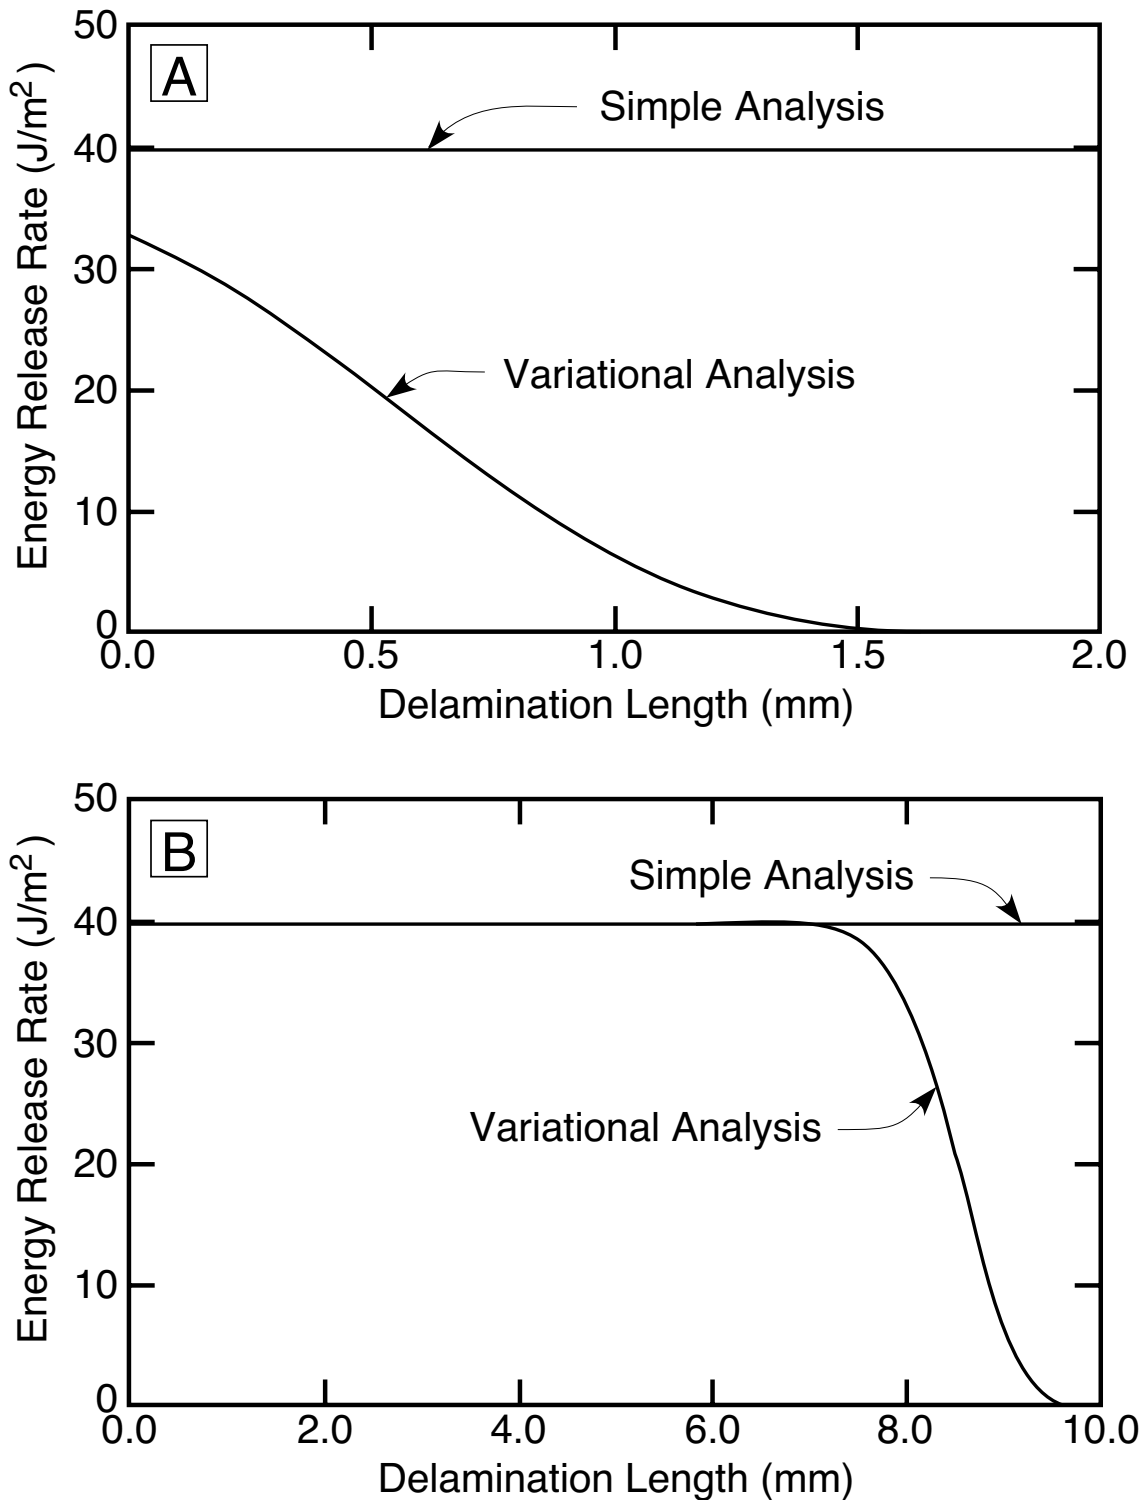 A
Simple Analysis
Variational Analysis
Energy Release Rate (J/m²)
50
40
30
20
10
0
0.0 0.5 1.0 1.5 2.0
Delamination Length (mm)
B
Simple Analysis
Variational Analysis
Energy Release Rate (J/m²)
50
40
30
20
10
0
0.0 2.0 4.0 6.0 8.0 10.0
Delamination Length (mm)